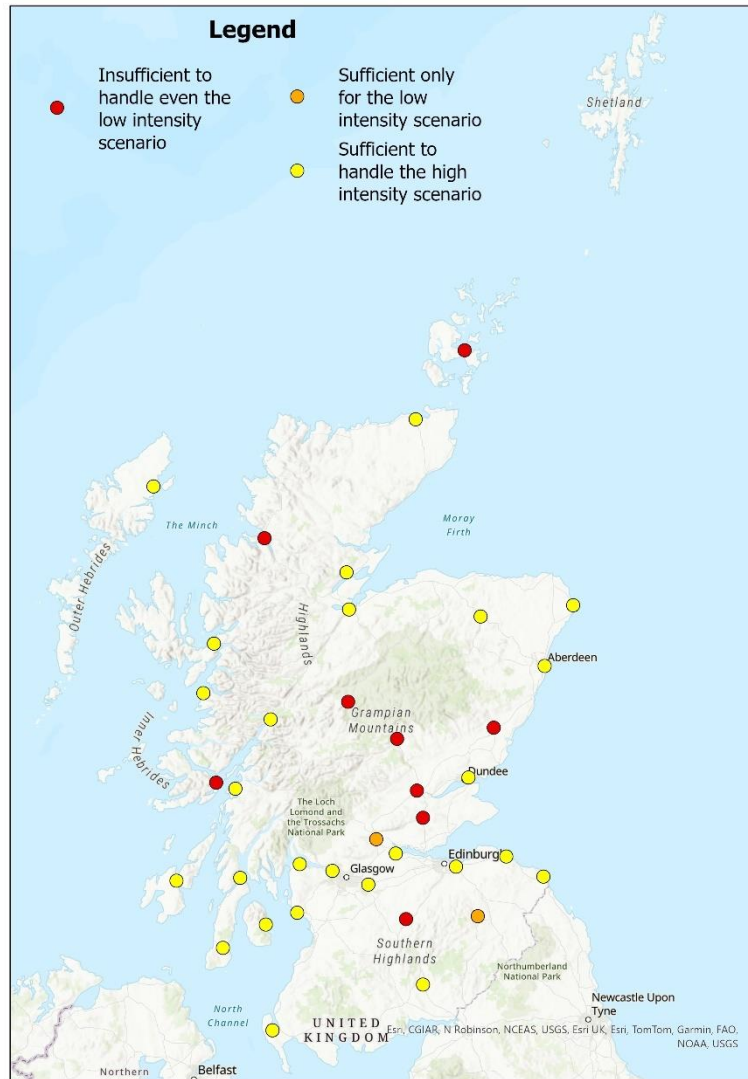 Legend
Insufficient to
handle even the
low intensity
scenario
Sufficient only
for the low
intensity scenario
Sufficient to
handle the high
intensity scenario
Shetland
The Minch
Moray
Firth
Outer Hebrides
Highlands
Aberdeen
Grampian
Mountains
Inner Hebrides
Dundee
The Loch
Lomond and
the Trossachs
National Park
Edinburgh
Glasgow
Southern
Highlands
Northumberland
National Park
North
Channel
Newcastle Upon
Tyne
UNITED
KINGDOM
Esri, CGIAR, N Robinson, NCEAS, USGS, Esri UK, Esri, TomTom, Garmin, FAO,
NOAA, USGS
Northern
Belfast